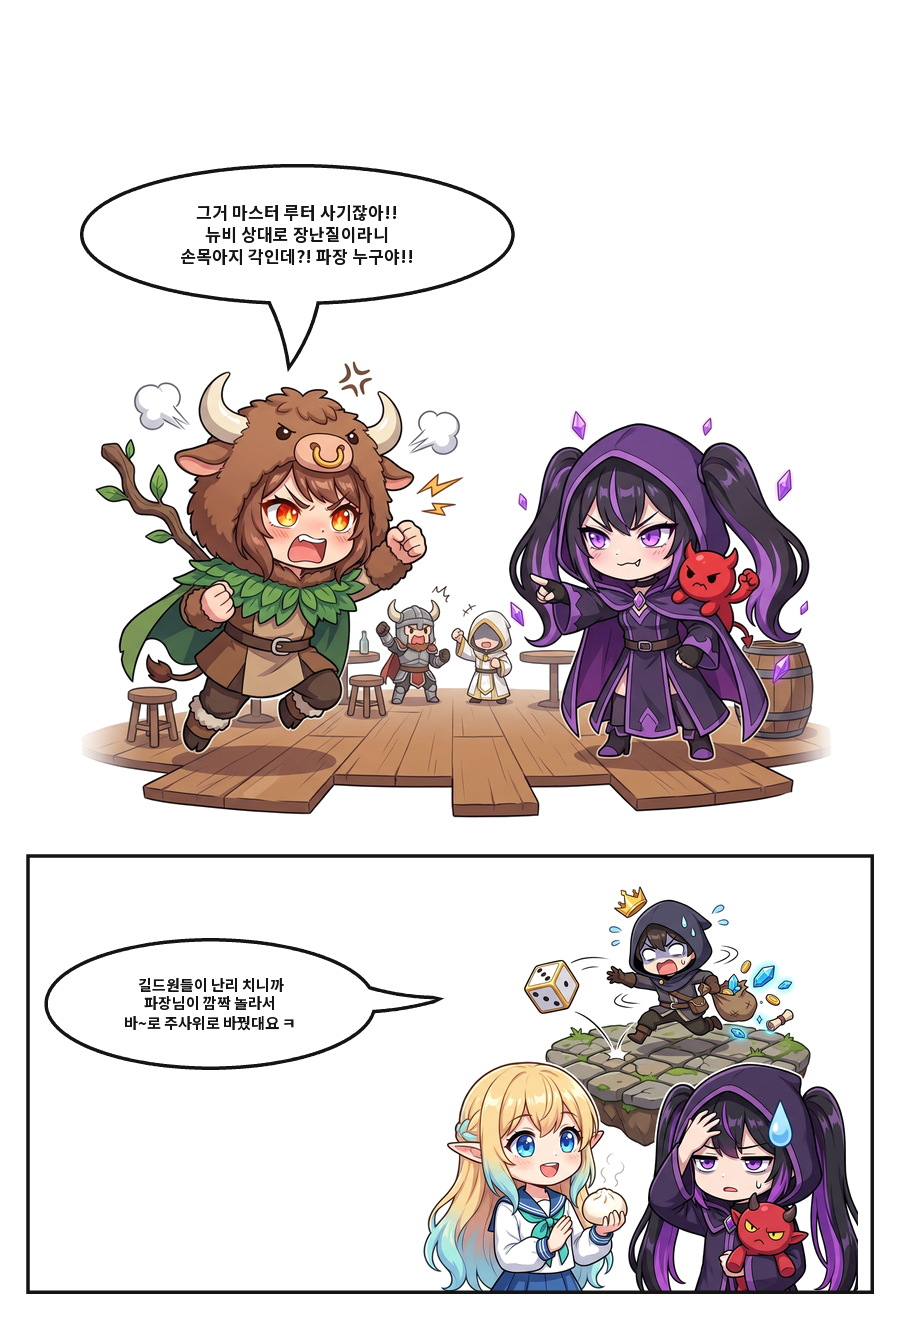 그거 마스터 루터 사기잖아!!
뉴비 상대로 장난질이라니
손목아지 각인데?! 파장 누구야!!
길드원들이 난리 치니까
파장님이 깜짝 놀라서
바~로 주사위로 바꿨대요 ㅋ